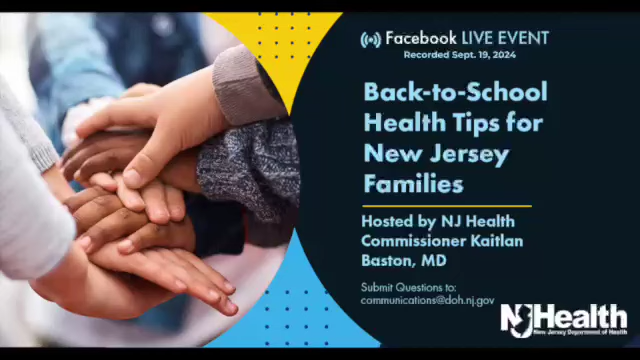 Facebook LIVE EVENT
Recorded Sept. 19, 2024
Back-to-School
Health Tips for
New Jersey
Families
Hosted by NJ Health
Commissioner Kaitlan
Baston, MD
Submit Questions to:
communications@doh.nj.gov
NJHealth
New Jersey Department of Health